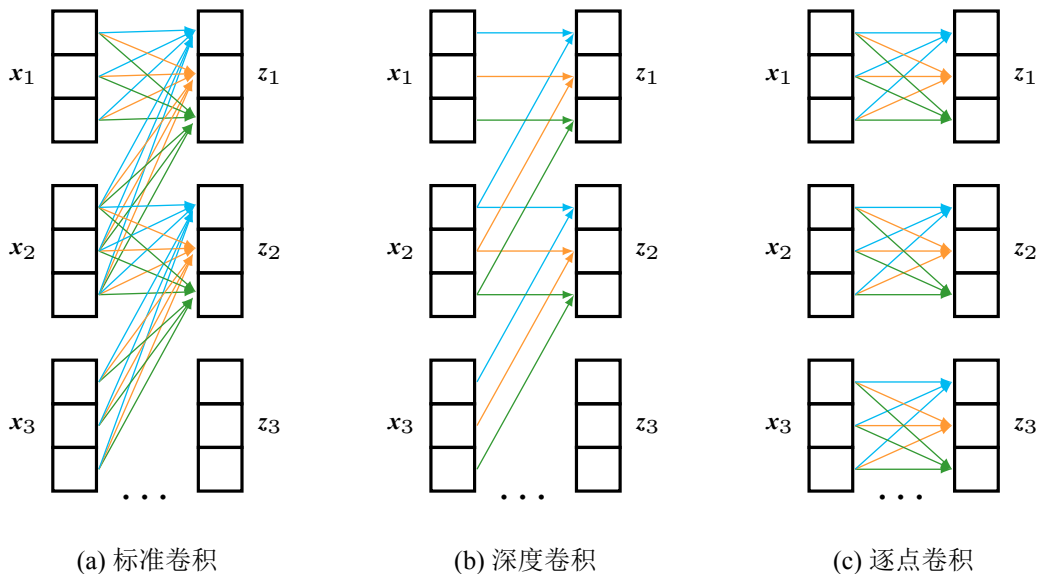 x1 z1 x1 z1 x1 z1
x2 z2 x2 z2 x2 z2
x3 z3 x3 z3 x3 z3
... ... ...
(a) 标准卷积 (b) 深度卷积 (c) 逐点卷积